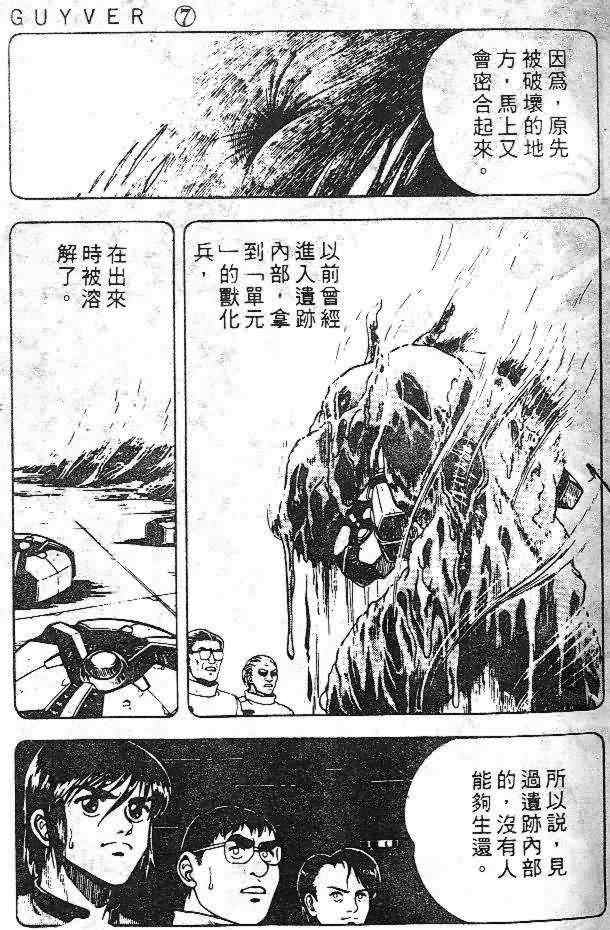 GUYVER ⑦
因爲，原先
被破壞的地
方，馬上又
會密合起來。
以前曾經
進入遺跡
內部，拿
到「單元
」的獸化
兵，
在出來
時被溶
解了。
所以説，見
過遺跡內部
的，沒有人
能夠生還。